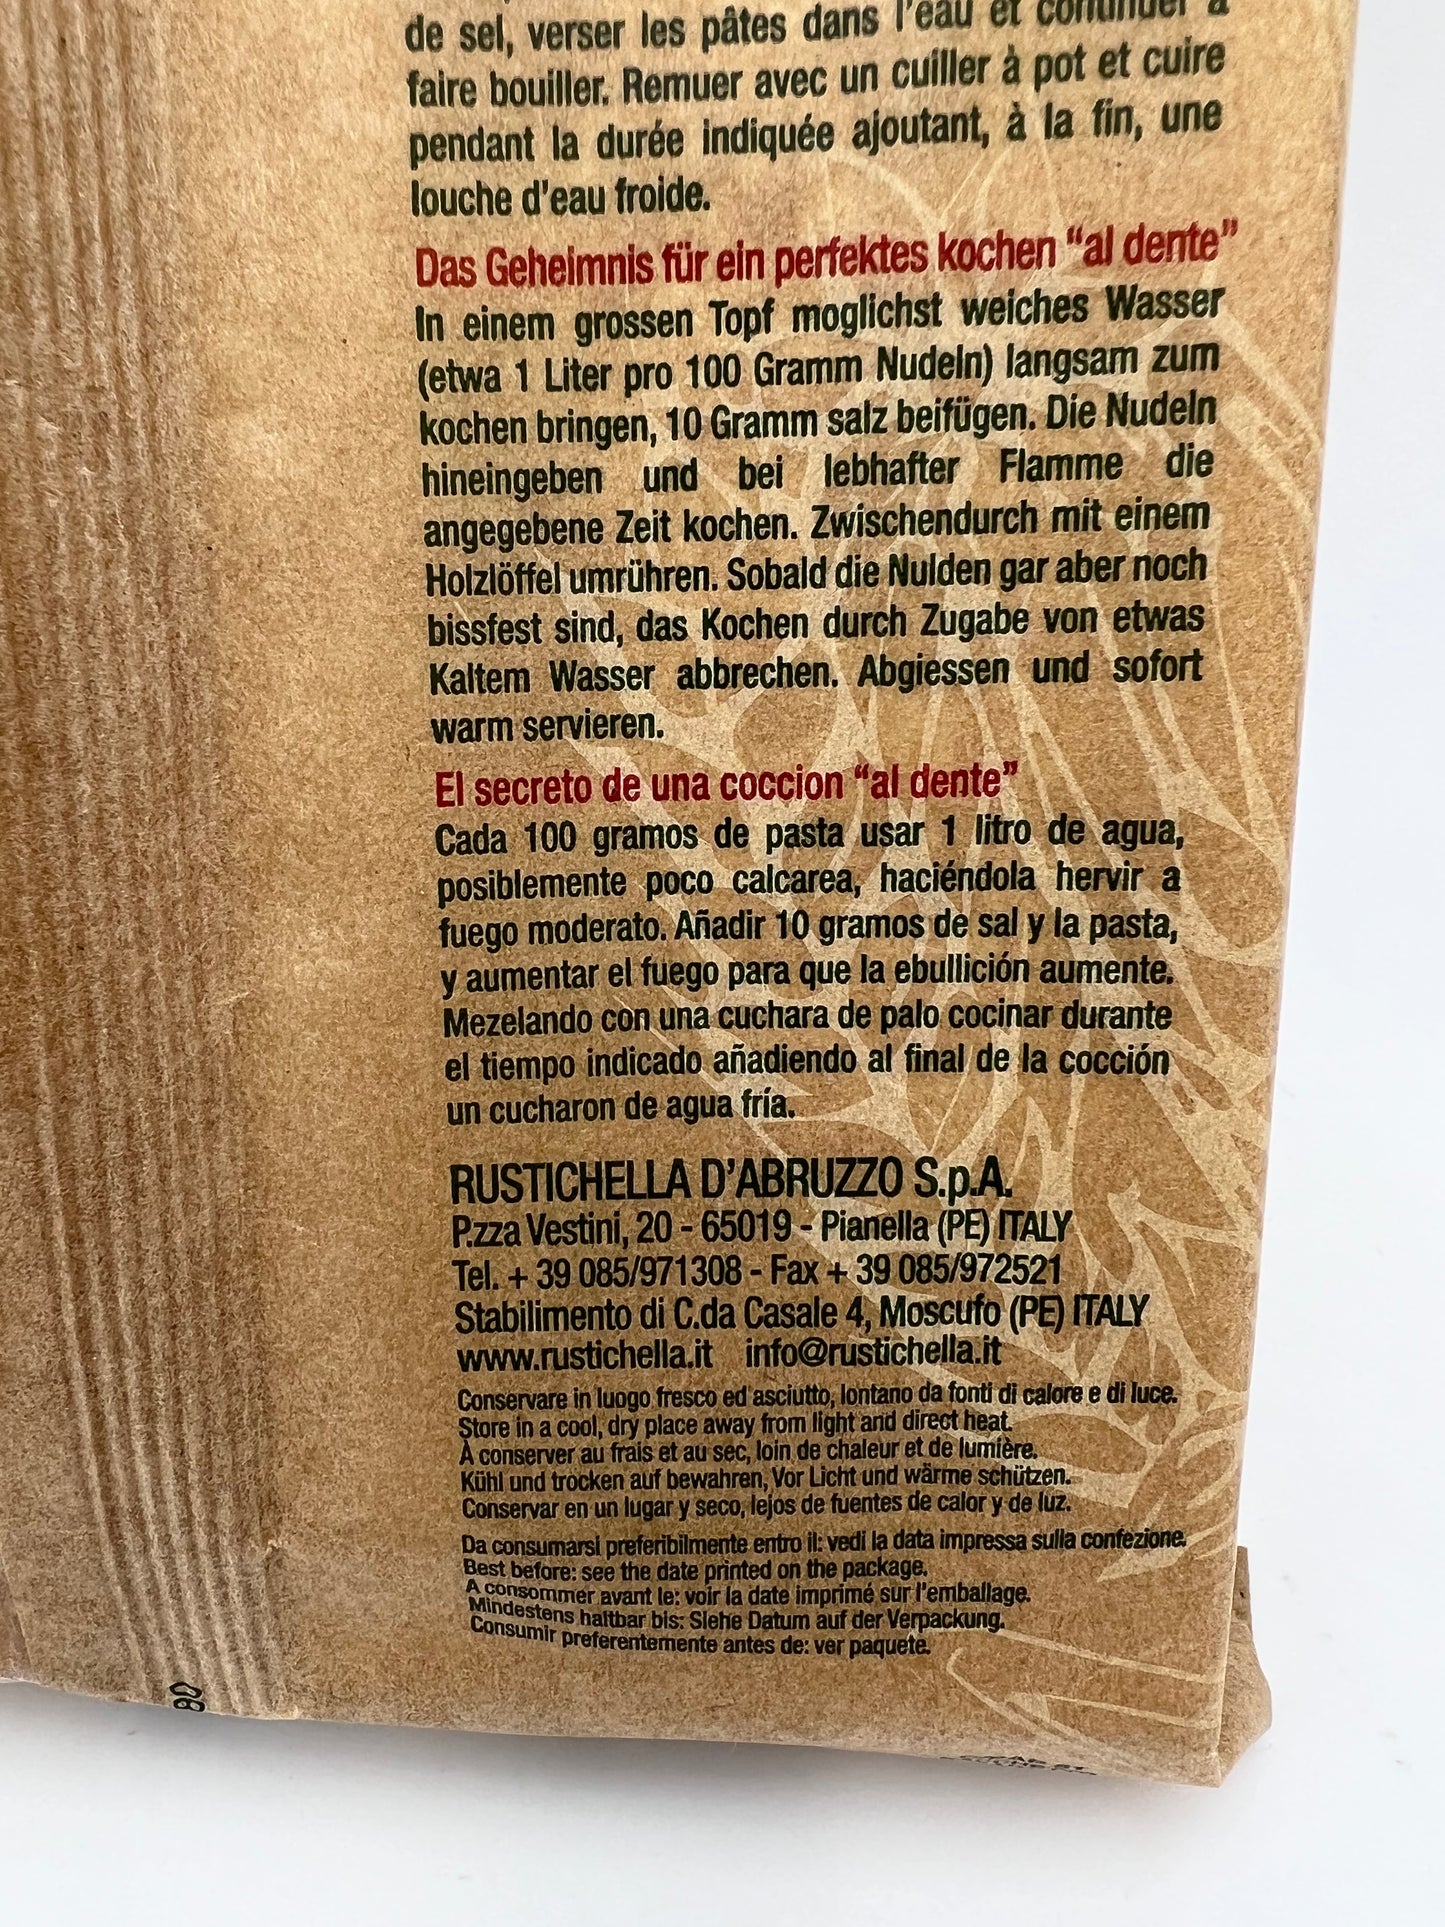 de sel, verser les pâtes dans l'eau et continuer à
faire bouiller. Remuer avec un cuiller à pot et cuire
pendant la durée indiquée ajoutant, à la fin, une
louche d'eau froide.
Das Geheimnis für ein perfektes kochen “al dente”
In einem grossen Topf moglichst weiches Wasser
(etwa 1 Liter pro 100 Gramm Nudeln) langsam zum
kochen bringen, 10 Gramm salz beifügen. Die Nudeln
hineingeben und bei lebhafter Flamme die
angegebene Zeit kochen. Zwischendurch mit einem
Holzlöffel umrühren. Sobald die Nulden gar aber noch
bissfest sind, das Kochen durch Zugabe von etwas
Kaltem Wasser abbrechen. Abgiessen und sofort
warm servieren.
El secreto de una coccion “al dente”
Cada 100 gramos de pasta usar 1 litro de agua,
posiblemente poco calcarea, haciéndola hervir a
fuego moderato. Añadir 10 gramos de sal y la pasta,
y aumentar el fuego para que la ebullición aumente.
Mezelando con una cuchara de palo cocinar durante
el tiempo indicado añadiendo al final de la cocción
un cucharon de agua fría.
RUSTICHELLA D’ABRUZZO S.p.A.
P.zza Vestini, 20 - 65019 - Pianella (PE) ITALY
Tel. + 39 085/971308 - Fax + 39 085/972521
Stabilimento di C.da Casale 4, Moscufo (PE) ITALY
www.rustichella.it info@rustichella.it
Conservare in luogo fresco ed asciutto, lontano da fonti di calore e di luce.
Store in a cool, dry place away from light and direct heat.
À conserver au frais et au sec, loin de chaleur et de lumière.
Kühl und trocken auf bewahren, Vor Licht und wärme schützen.
Conservar en un lugar y seco, lejos de fuentes de calor y de luz.
Da consumarsi preferibilmente entro il: vedi la data impressa sulla confezione.
Best before: see the date printed on the package.
A consommer avant le: voir la date imprimé sur l'emballage.
Mindestens haltbar bis: Siehe Datum auf der Verpackung.
Consumir preferentemente antes de: ver paquete.
80